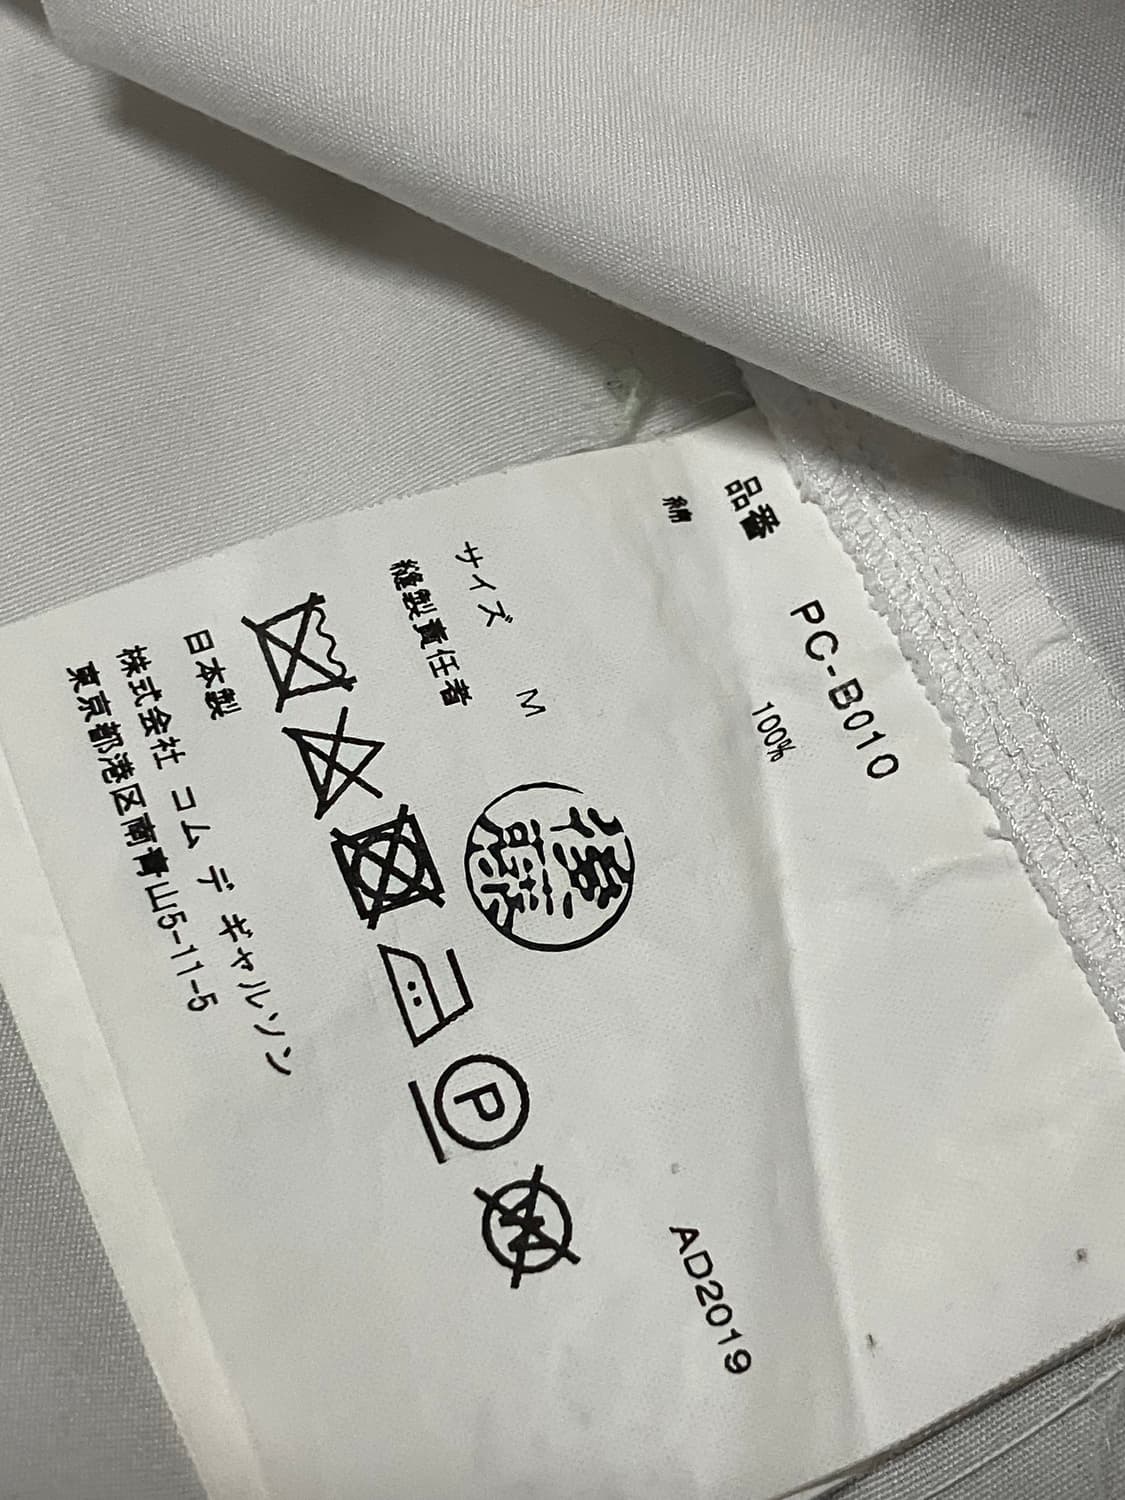 品番 PC-B010
綿 100%
サイズ M
縫製責任者
後藤
AD2019
P
W
日本製
株式会社 コム デ ギャルソン
東京都港区南青山5-11-5